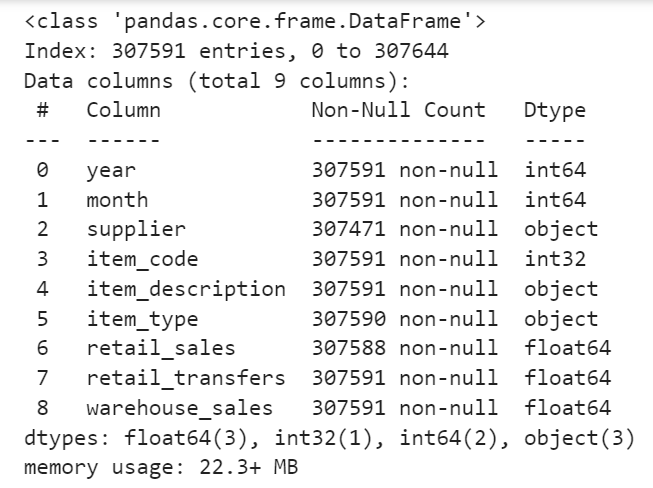 <class 'pandas.core.frame.DataFrame'>
Index: 307591 entries, 0 to 307644
Data columns (total 9 columns):
 #   Column            Non-Null Count   Dtype
---  ------            --------------   -----
 0   year              307591 non-null  int64
 1   month             307591 non-null  int64
 2   supplier          307471 non-null  object
 3   item_code         307591 non-null  int32
 4   item_description  307591 non-null  object
 5   item_type         307590 non-null  object
 6   retail_sales      307588 non-null  float64
 7   retail_transfers  307591 non-null  float64
 8   warehouse_sales   307591 non-null  float64
dtypes: float64(3), int32(1), int64(2), object(3)
memory usage: 22.3+ MB